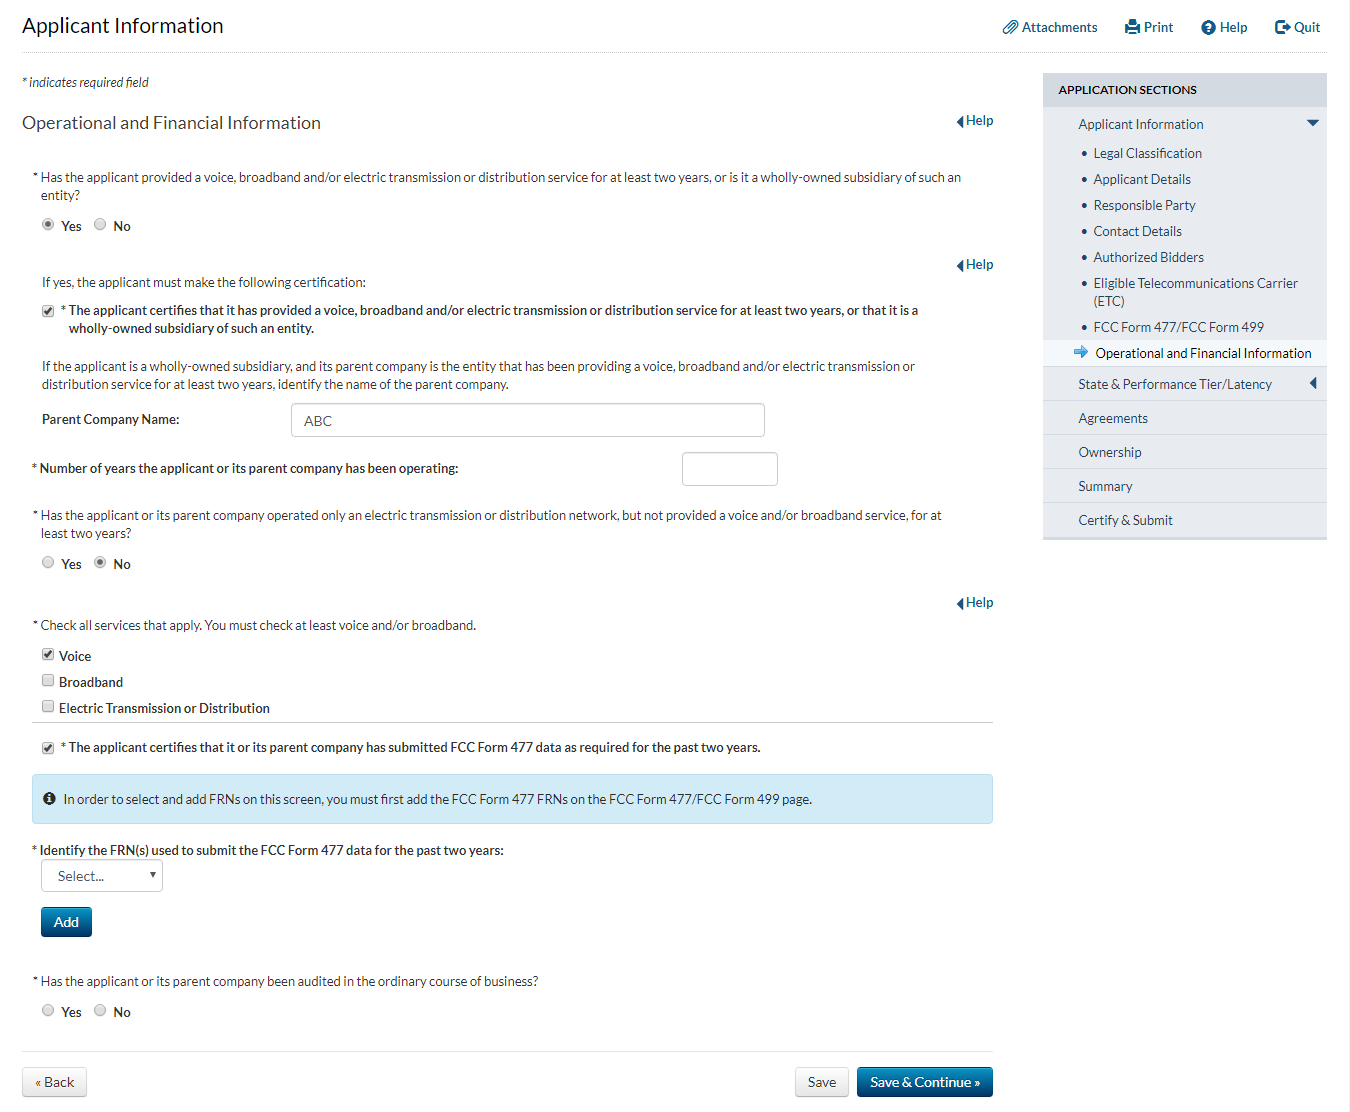 Applicant Information
Attachments
Print
Help
Quit
* indicates required field
Operational and Financial Information
Help
* Has the applicant provided a voice, broadband and/or electric transmission or distribution service for at least two years, or is it a wholly-owned subsidiary of such an
entity?
Yes
No
Help
If yes, the applicant must make the following certification:
* The applicant certifies that it has provided a voice, broadband and/or electric transmission or distribution service for at least two years, or that it is a
wholly-owned subsidiary of such an entity.
If the applicant is a wholly-owned subsidiary, and its parent company is the entity that has been providing a voice, broadband and/or electric transmission or
distribution service for at least two years, identify the name of the parent company.
Parent Company Name:
ABC
* Number of years the applicant or its parent company has been operating:
* Has the applicant or its parent company operated only an electric transmission or distribution network, but not provided a voice and/or broadband service, for at
least two years?
Yes
No
Help
* Check all services that apply. You must check at least voice and/or broadband.
Voice
Broadband
Electric Transmission or Distribution
* The applicant certifies that it or its parent company has submitted FCC Form 477 data as required for the past two years.
In order to select and add FRNs on this screen, you must first add the FCC Form 477 FRNs on the FCC Form 477/FCC Form 499 page.
* Identify the FRN(s) used to submit the FCC Form 477 data for the past two years:
Select...
Add
* Has the applicant or its parent company been audited in the ordinary course of business?
Yes
No
« Back
Save
Save & Continue »
APPLICATION SECTIONS
Applicant Information
• Legal Classification
• Applicant Details
• Responsible Party
• Contact Details
• Authorized Bidders
• Eligible Telecommunications Carrier
(ETC)
• FCC Form 477/FCC Form 499
Operational and Financial Information
State & Performance Tier/Latency
Agreements
Ownership
Summary
Certify & Submit